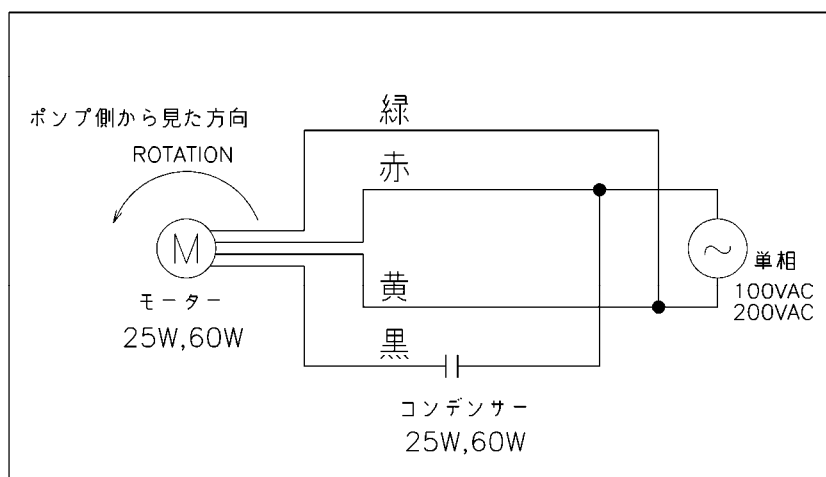 ポンプ側から見た方向
ROTATION
緑
赤
M
モーター
25W,60W
黄
黒
コンデンサー
25W,60W
単相
100VAC
200VAC